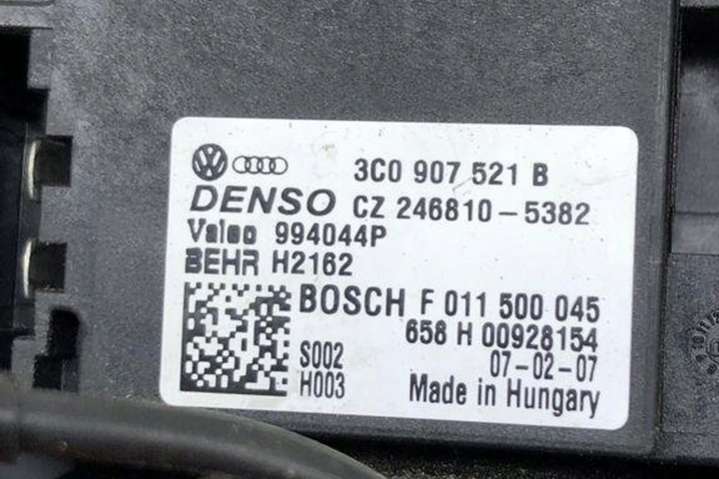 3C0 907 521 B
DENSO CZ 246810-5382
Valeo 994044P
BEHR H2162
BOSCH F 011 500 045
658 H 00928154
S002 07-02-07
H003 Made in Hungary